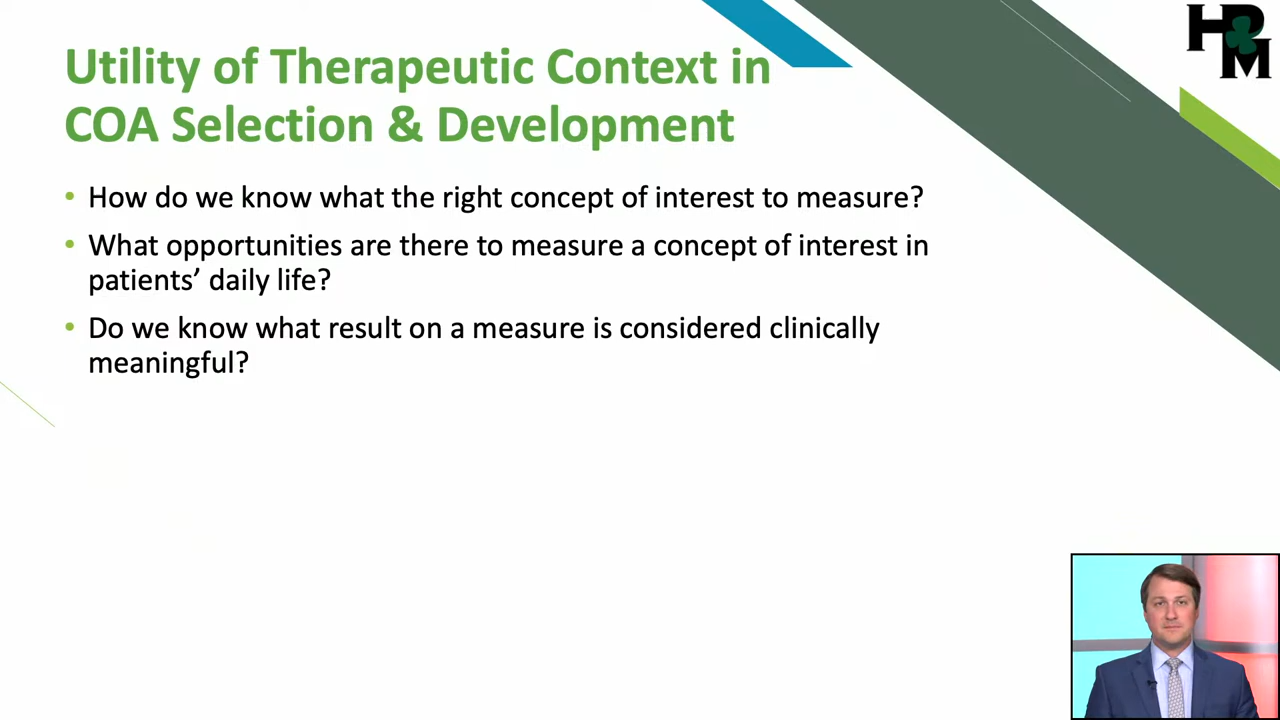 HPM
Utility of Therapeutic Context in
COA Selection & Development
• How do we know what the right concept of interest to measure?
• What opportunities are there to measure a concept of interest in
patients’ daily life?
• Do we know what result on a measure is considered clinically
meaningful?